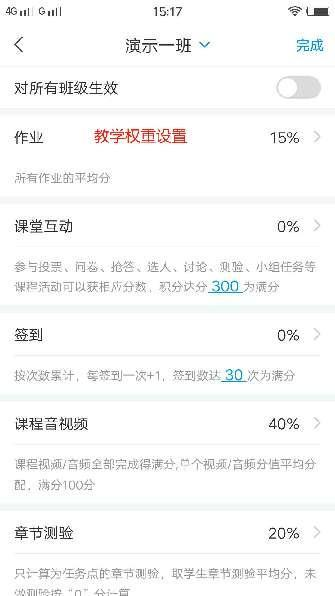 4G G 15:17
演示一班 完成
对所有班级生效
作业 教学权重设置 15%
所有作业的平均分
课堂互动 0%
参与投票、问卷、抢答、选人、讨论、测验、小组任务等
课程活动可以获相应分数，积分达分 300 为满分
签到 0%
按次数累计，每签到一次+1，签到数达 30 次为满分
课程音视频 40%
课程视频/音频全部完成得满分,单个视频/音频分值平均分
配，满分100分
章节测验 20%
只计算为任务点的章节测验，取学生章节测验平均分，未
做测验按“0”分计算